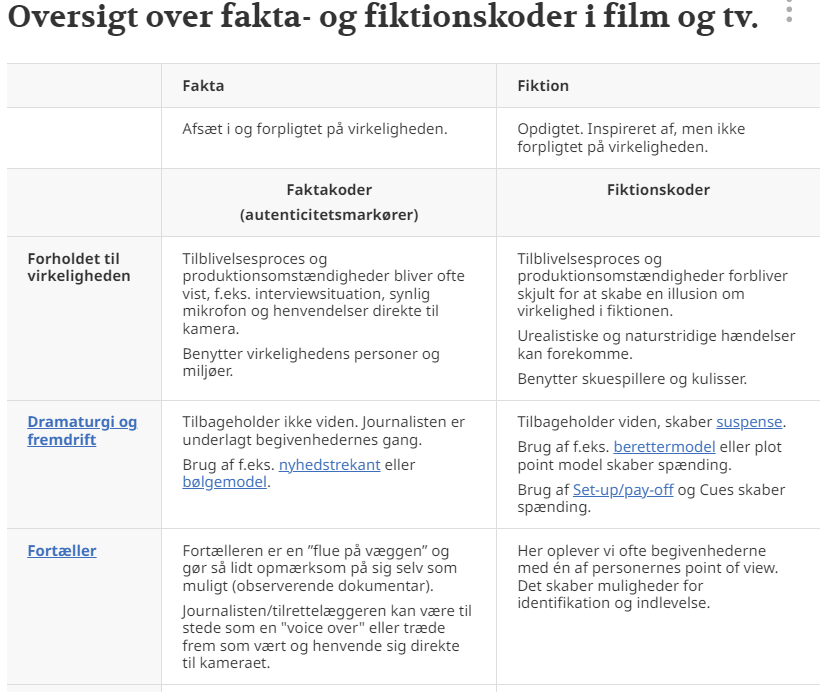 Oversigt over fakta- og fiktionskoder i film og tv.
Fakta
Fiktion
Afsæt i og forpligtet på virkeligheden.
Opdigtet. Inspireret af, men ikke
forpligtet på virkeligheden.
Faktakoder
(autenticitetsmarkører)
Fiktionskoder
Forholdet til
virkeligheden
Tilblivelsesproces og
produktionsomstændigheder bliver ofte
vist, f.eks. interviewsituation, synlig
mikrofon og henvendelser direkte til
kamera.
Benytter virkelighedens personer og
miljøer.
Tilblivelsesproces og
produktionsomstændigheder forbliver
skjult for at skabe en illusion om
virkelighed i fiktionen.
Urealistiske og naturstridige hændelser
kan forekomme.
Benytter skuespillere og kulisser.
Dramaturgi og
fremdrift
Tilbageholder ikke viden. Journalisten er
underlagt begivenhedernes gang.
Brug af f.eks. nyhedstrekant eller
bølgemodel.
Tilbageholder viden, skaber suspense.
Brug af f.eks. berettermodel eller plot
point model skaber spænding.
Brug af Set-up/pay-off og Cues skaber
spænding.
Fortæller
Fortælleren er en ”flue på væggen” og
gør så lidt opmærksom på sig selv som
muligt (observerende dokumentar).
Journalisten/tilrettelæggeren kan være til
stede som en "voice over" eller træde
frem som vært og henvende sig direkte
til kameraet.
Her oplever vi ofte begivenhederne
med én af personernes point of view.
Det skaber muligheder for
identifikation og indlevelse.